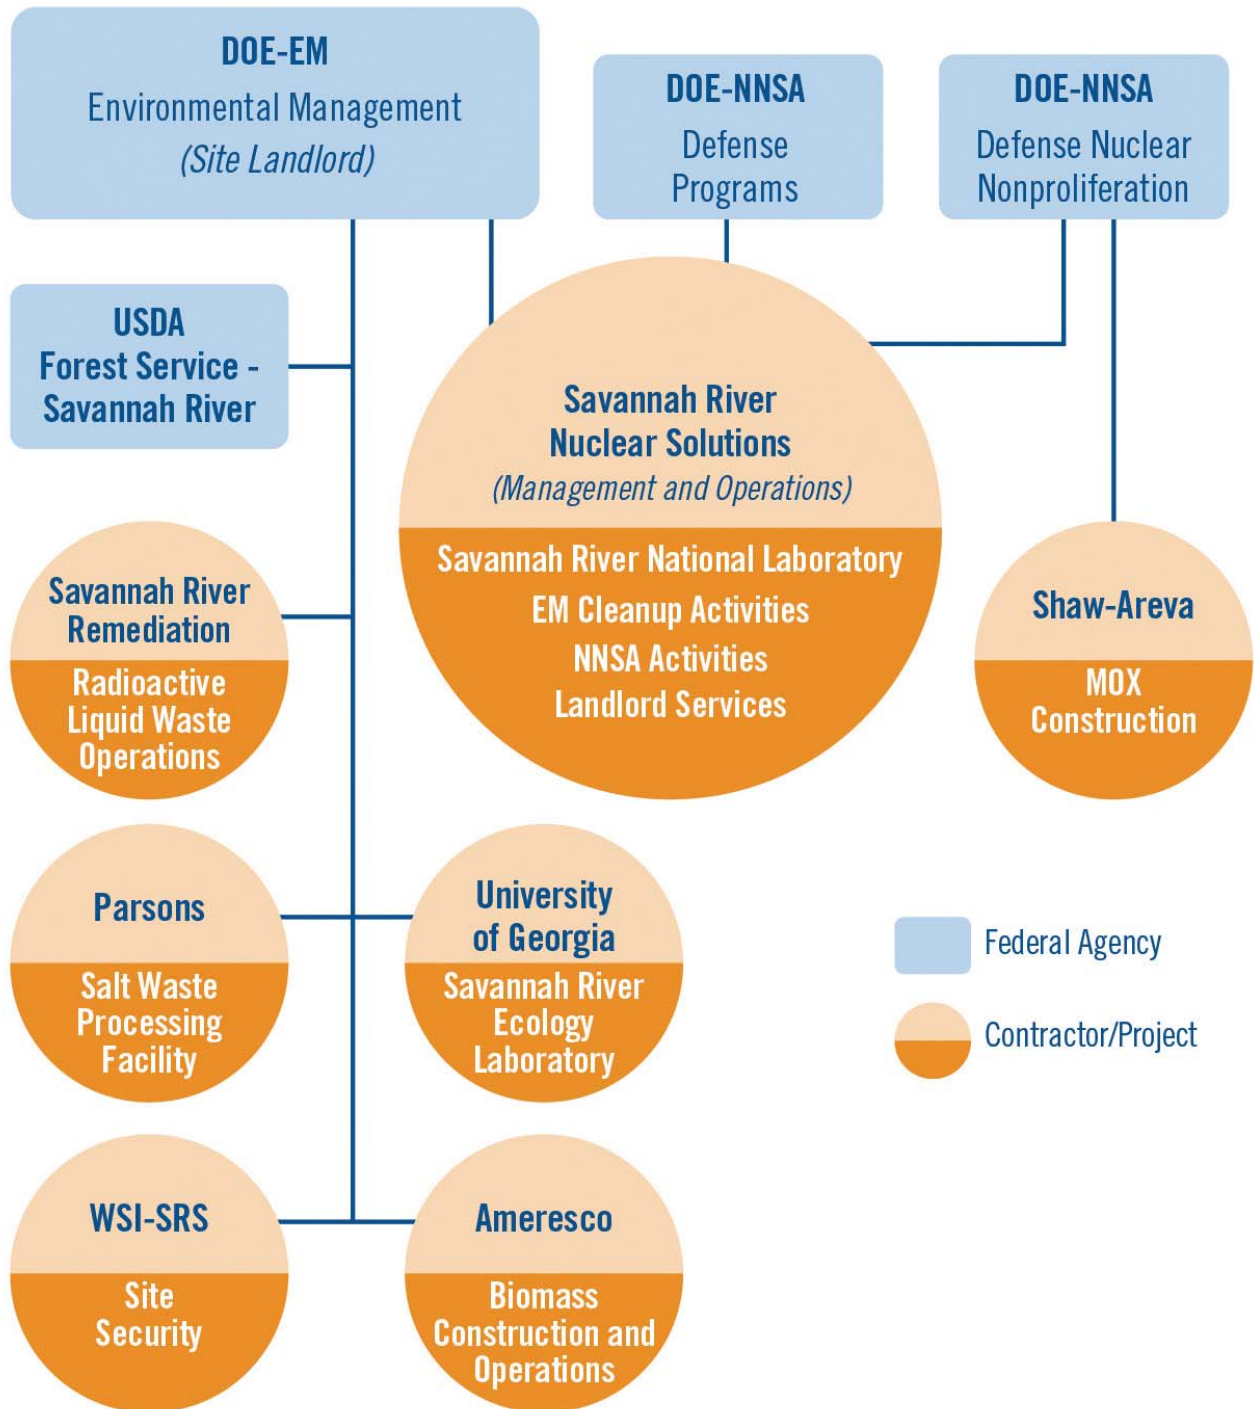 DOE-EM
Environmental Management
(Site Landlord)
DOE-NNSA
Defense
Programs
DOE-NNSA
Defense Nuclear
Nonproliferation
USDA
Forest Service -
Savannah River
Savannah River
Nuclear Solutions
(Management and Operations)
Savannah River National Laboratory
EM Cleanup Activities
NNSA Activities
Landlord Services
Savannah River
Remediation
Radioactive
Liquid Waste
Operations
Shaw-Areva
MOX
Construction
Parsons
Salt Waste
Processing
Facility
University
of Georgia
Savannah River
Ecology
Laboratory
Federal Agency
Contractor/Project
WSI-SRS
Site
Security
Ameresco
Biomass
Construction and
Operations